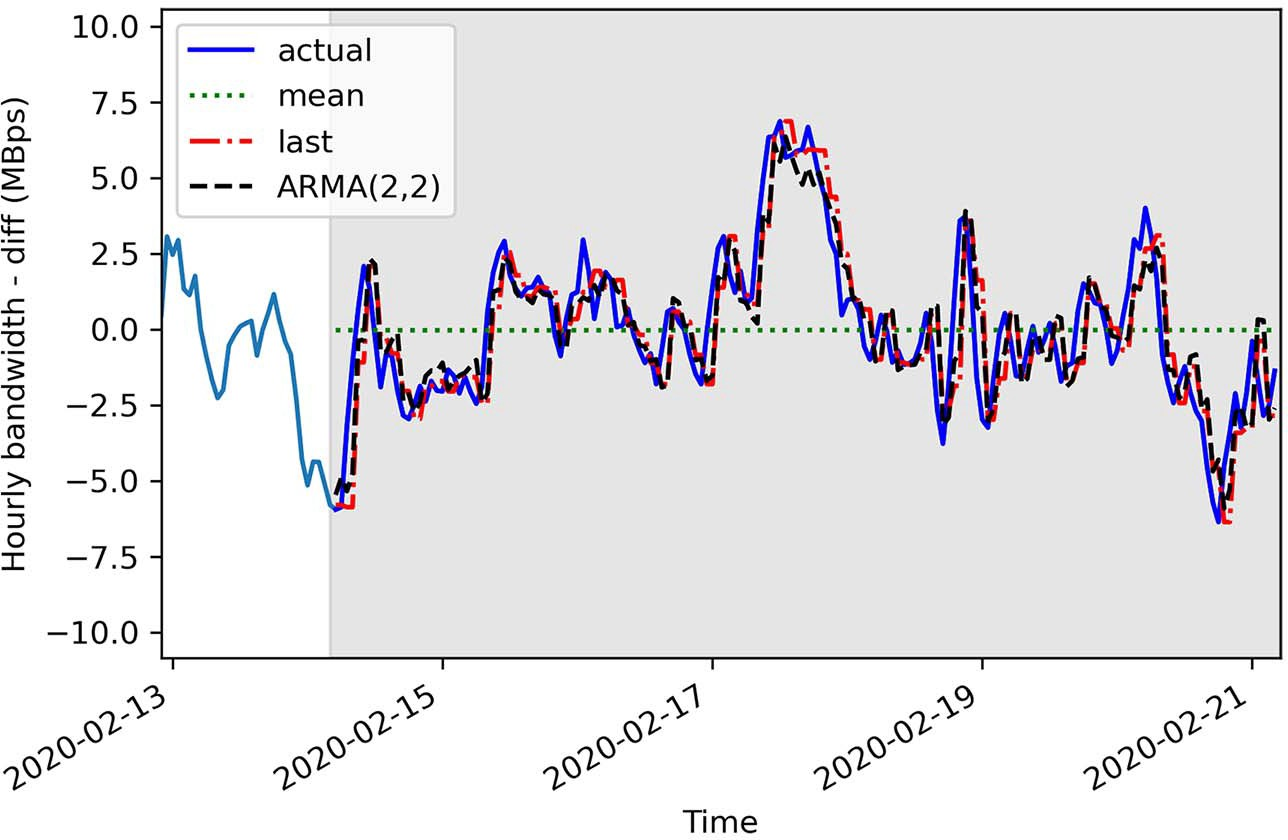 Hourly bandwidth - diff (MBps)
10.0
7.5
5.0
2.5
0.0
−2.5
−5.0
−7.5
−10.0
actual
mean
last
ARMA(2,2)
2020-02-13
2020-02-15
2020-02-17
2020-02-19
2020-02-21
Time